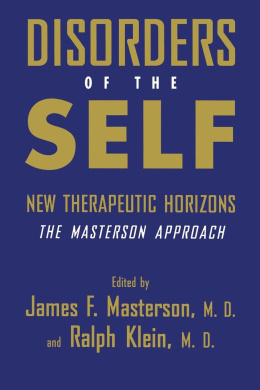 DISORDERS
OF THE
SELF
NEW THERAPEUTIC HORIZONS
THE MASTERSON APPROACH
Edited by
James F. Masterson, M. D.
and Ralph Klein, M. D.